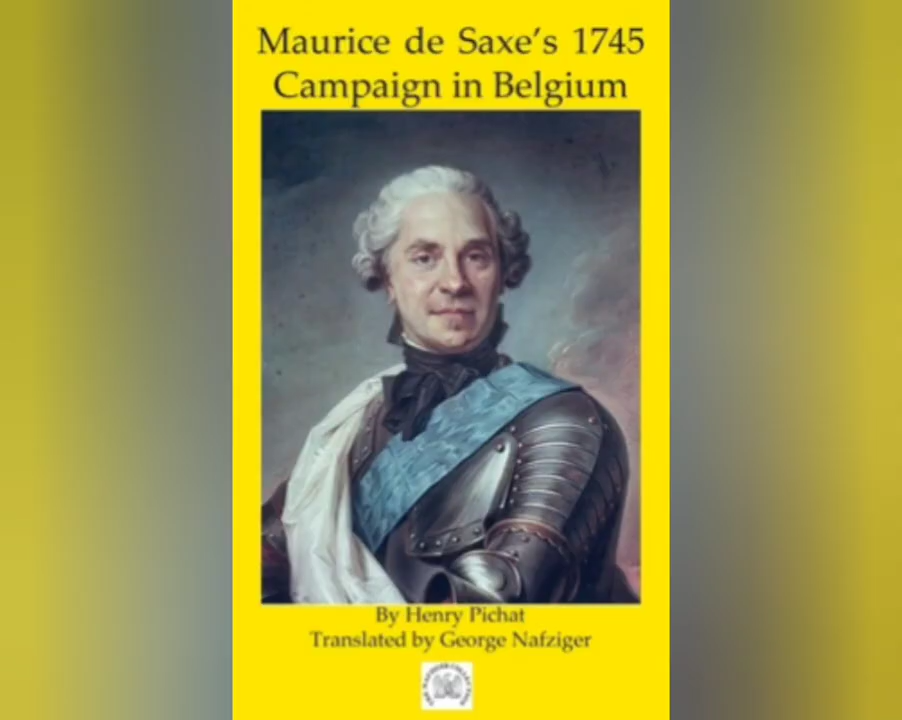 Maurice de Saxe's 1745
Campaign in Belgium
By Henry Pichat
Translated by George Nafziger